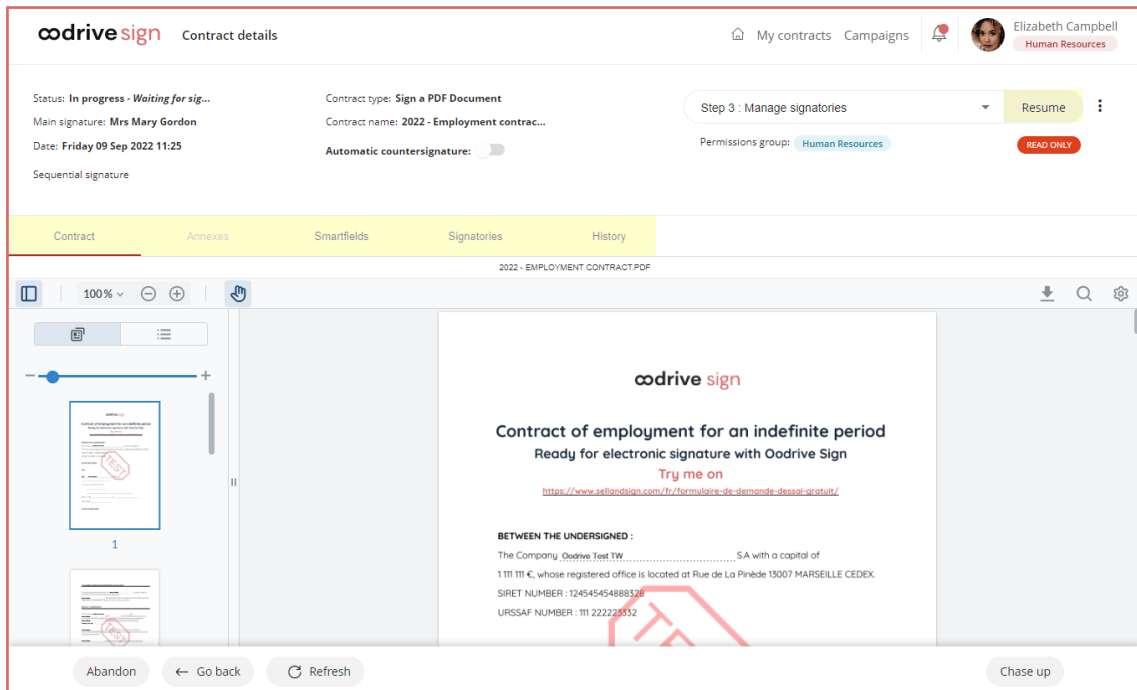 oodrive sign Contract details My contracts Campaigns Elizabeth Campbell
Human Resources
Status: In progress - Waiting for sig...
Main signature: Mrs Mary Gordon
Date: Friday 09 Sep 2022 11:25
Sequential signature
Contract type: Sign a PDF Document
Contract name: 2022 - Employment contrac...
Automatic countersignature:
Step 3 : Manage signatories Resume
Permissions group: Human Resources READ ONLY
Contract Annexes Smartfields Signatories History
2022 - EMPLOYMENT CONTRACT.PDF
100%
1
oodrive sign
Contract of employment for an indefinite period
Ready for electronic signature with Oodrive Sign
Try me on
https://www.sellandsign.com/fr/formulaire-de-demande-dessai-gratuit/
BETWEEN THE UNDERSIGNED :
The Company Oodrive Test TW S.A with a capital of
1 111 111 €, whose registered office is located at Rue de La Pinède 13007 MARSEILLE CEDEX.
SIRET NUMBER : 124545454888328
URSSAF NUMBER : 111 222223332
Abandon Go back Refresh Chase up